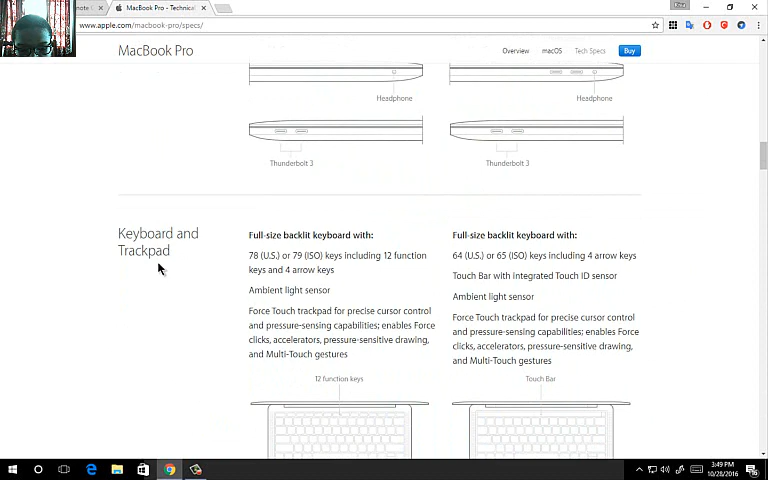 note L
MacBook Pro - Technical
Kira
www.apple.com/macbook-pro/specs/
MacBook Pro
Overview
macOS
Tech Specs
Buy
Headphone
Headphone
Thunderbolt 3
Thunderbolt 3
Keyboard and
Trackpad
Full-size backlit keyboard with:
78 (U.S.) or 79 (ISO) keys including 12 function
keys and 4 arrow keys
Ambient light sensor
Force Touch trackpad for precise cursor control
and pressure-sensing capabilities; enables Force
clicks, accelerators, pressure-sensitive drawing,
and Multi-Touch gestures
12 function keys
Full-size backlit keyboard with:
64 (U.S.) or 65 (ISO) keys including 4 arrow keys
Touch Bar with integrated Touch ID sensor
Ambient light sensor
Force Touch trackpad for precise cursor control
and pressure-sensing capabilities; enables Force
clicks, accelerators, pressure-sensitive drawing,
and Multi-Touch gestures
Touch Bar
3:49 PM
10/28/2016